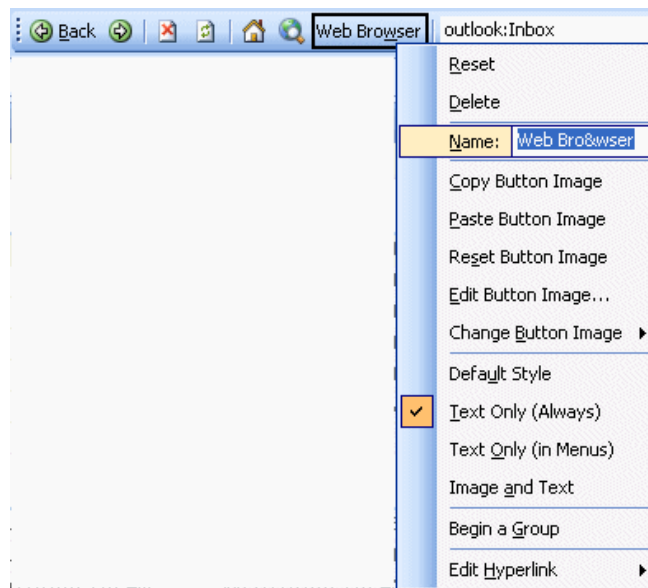 Back Web Browser outlook:Inbox
Reset
Delete
Name: Web Bro&wser
Copy Button Image
Paste Button Image
Reset Button Image
Edit Button Image...
Change Button Image
Default Style
Text Only (Always)
Text Only (in Menus)
Image and Text
Begin a Group
Edit Hyperlink